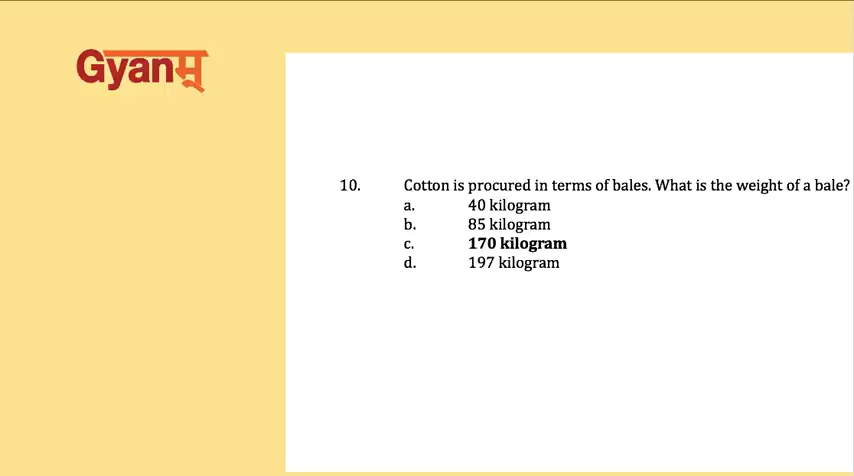 Gyanम्
10. Cotton is procured in terms of bales. What is the weight of a bale?
a. 40 kilogram
b. 85 kilogram
c. 170 kilogram
d. 197 kilogram